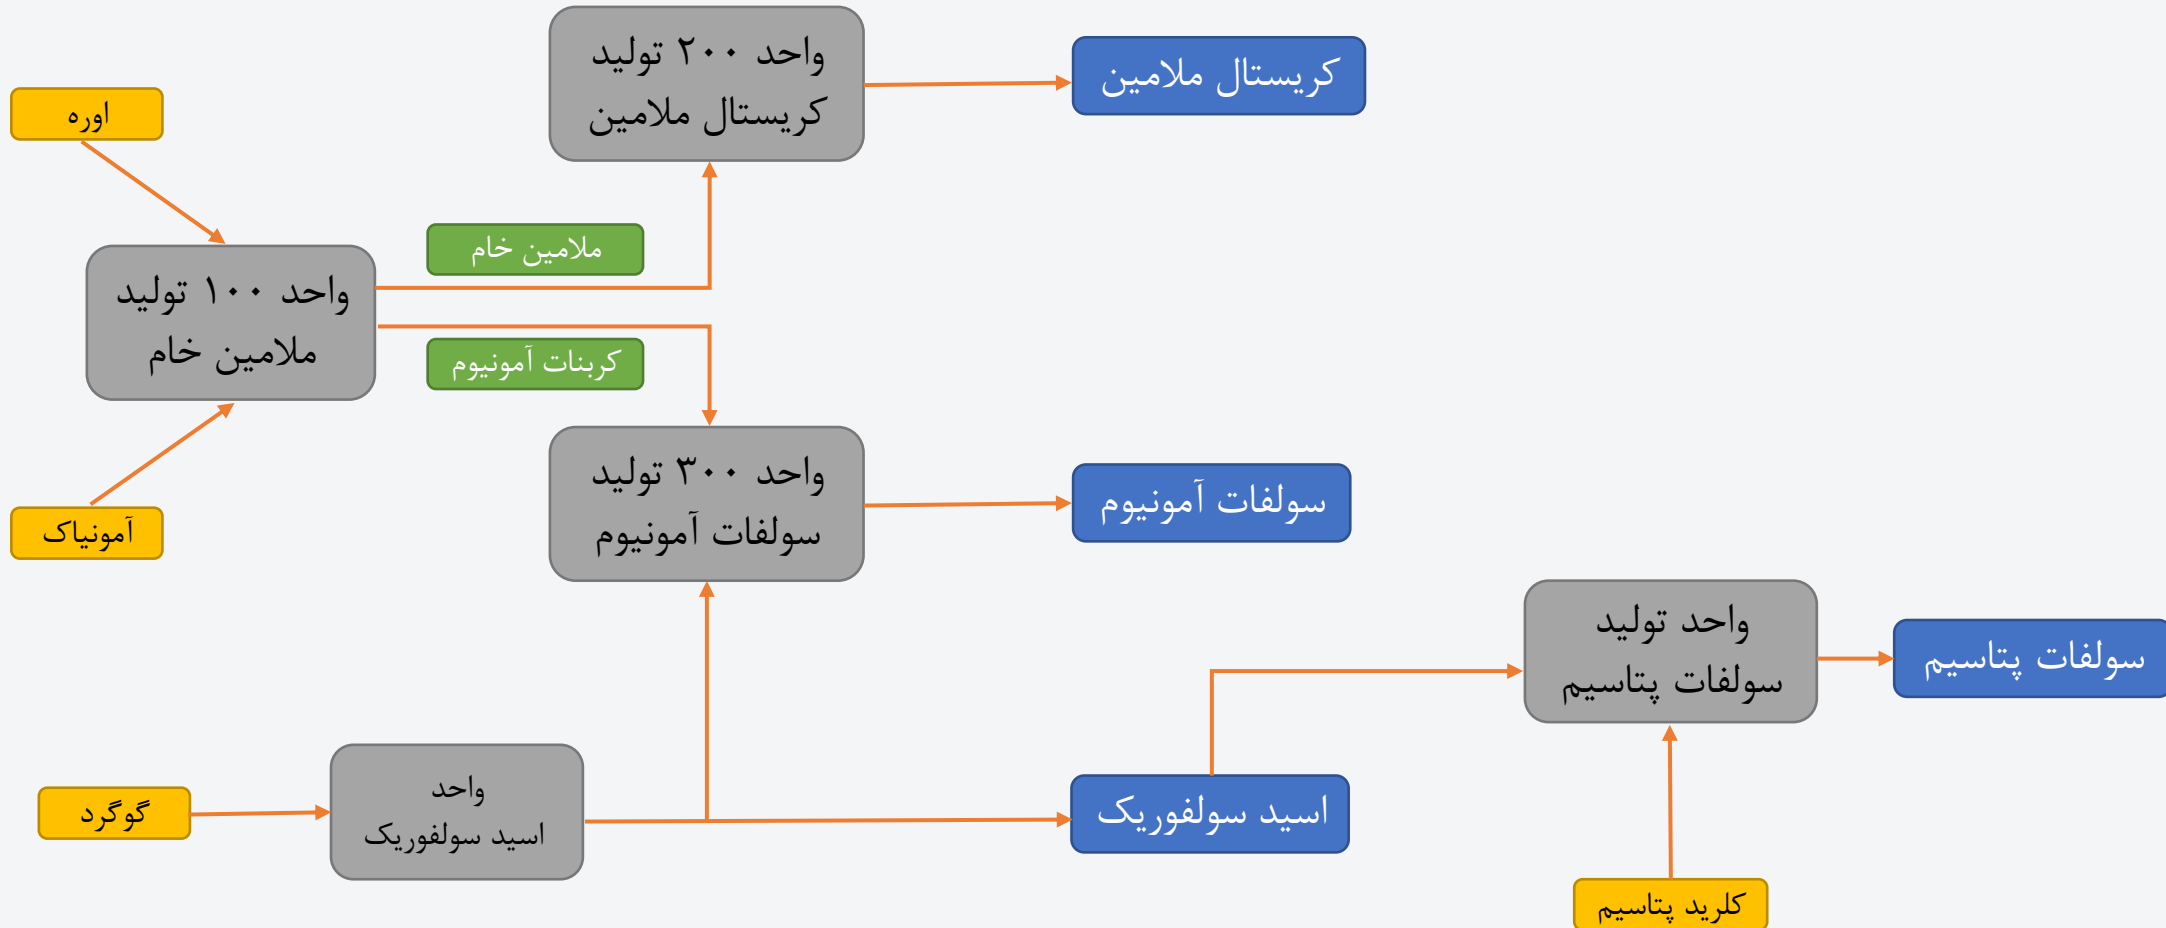 واحد ۲۰۰ تولید
کریستال ملامین
کریستال ملامین
اوره
ملامین خام
واحد ۱۰۰ تولید
ملامین خام
کربنات آمونیوم
واحد ۳۰۰ تولید
سولفات آمونیوم
سولفات آمونیوم
آمونیاک
واحد تولید
سولفات پتاسیم
سولفات پتاسیم
واحد
اسید سولفوریک
اسید سولفوریک
گوگرد
کلرید پتاسیم